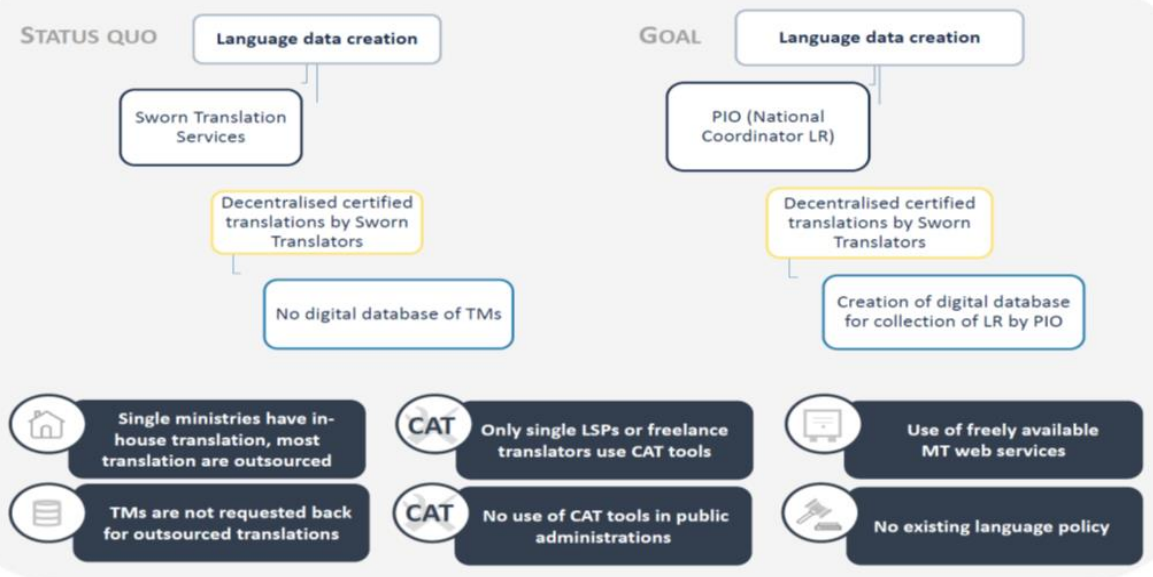 STATUS QUO
Language data creation
Sworn Translation
Services
Decentralised certified
translations by Sworn
Translators
No digital database of TMs
GOAL
Language data creation
PIO (National
Coordinator LR)
Decentralised certified
translations by Sworn
Translators
Creation of digital database
for collection of LR by PIO
Single ministries have in-
house translation, most
translation are outsourced
CAT
Only single LSPs or freelance
translators use CAT tools
Use of freely available
MT web services
TMs are not requested back
for outsourced translations
CAT
No use of CAT tools in public
administrations
No existing language policy